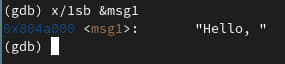 (gdb) x/1sb &msg1
0x804a000 <msg1>: "Hello, "
(gdb)